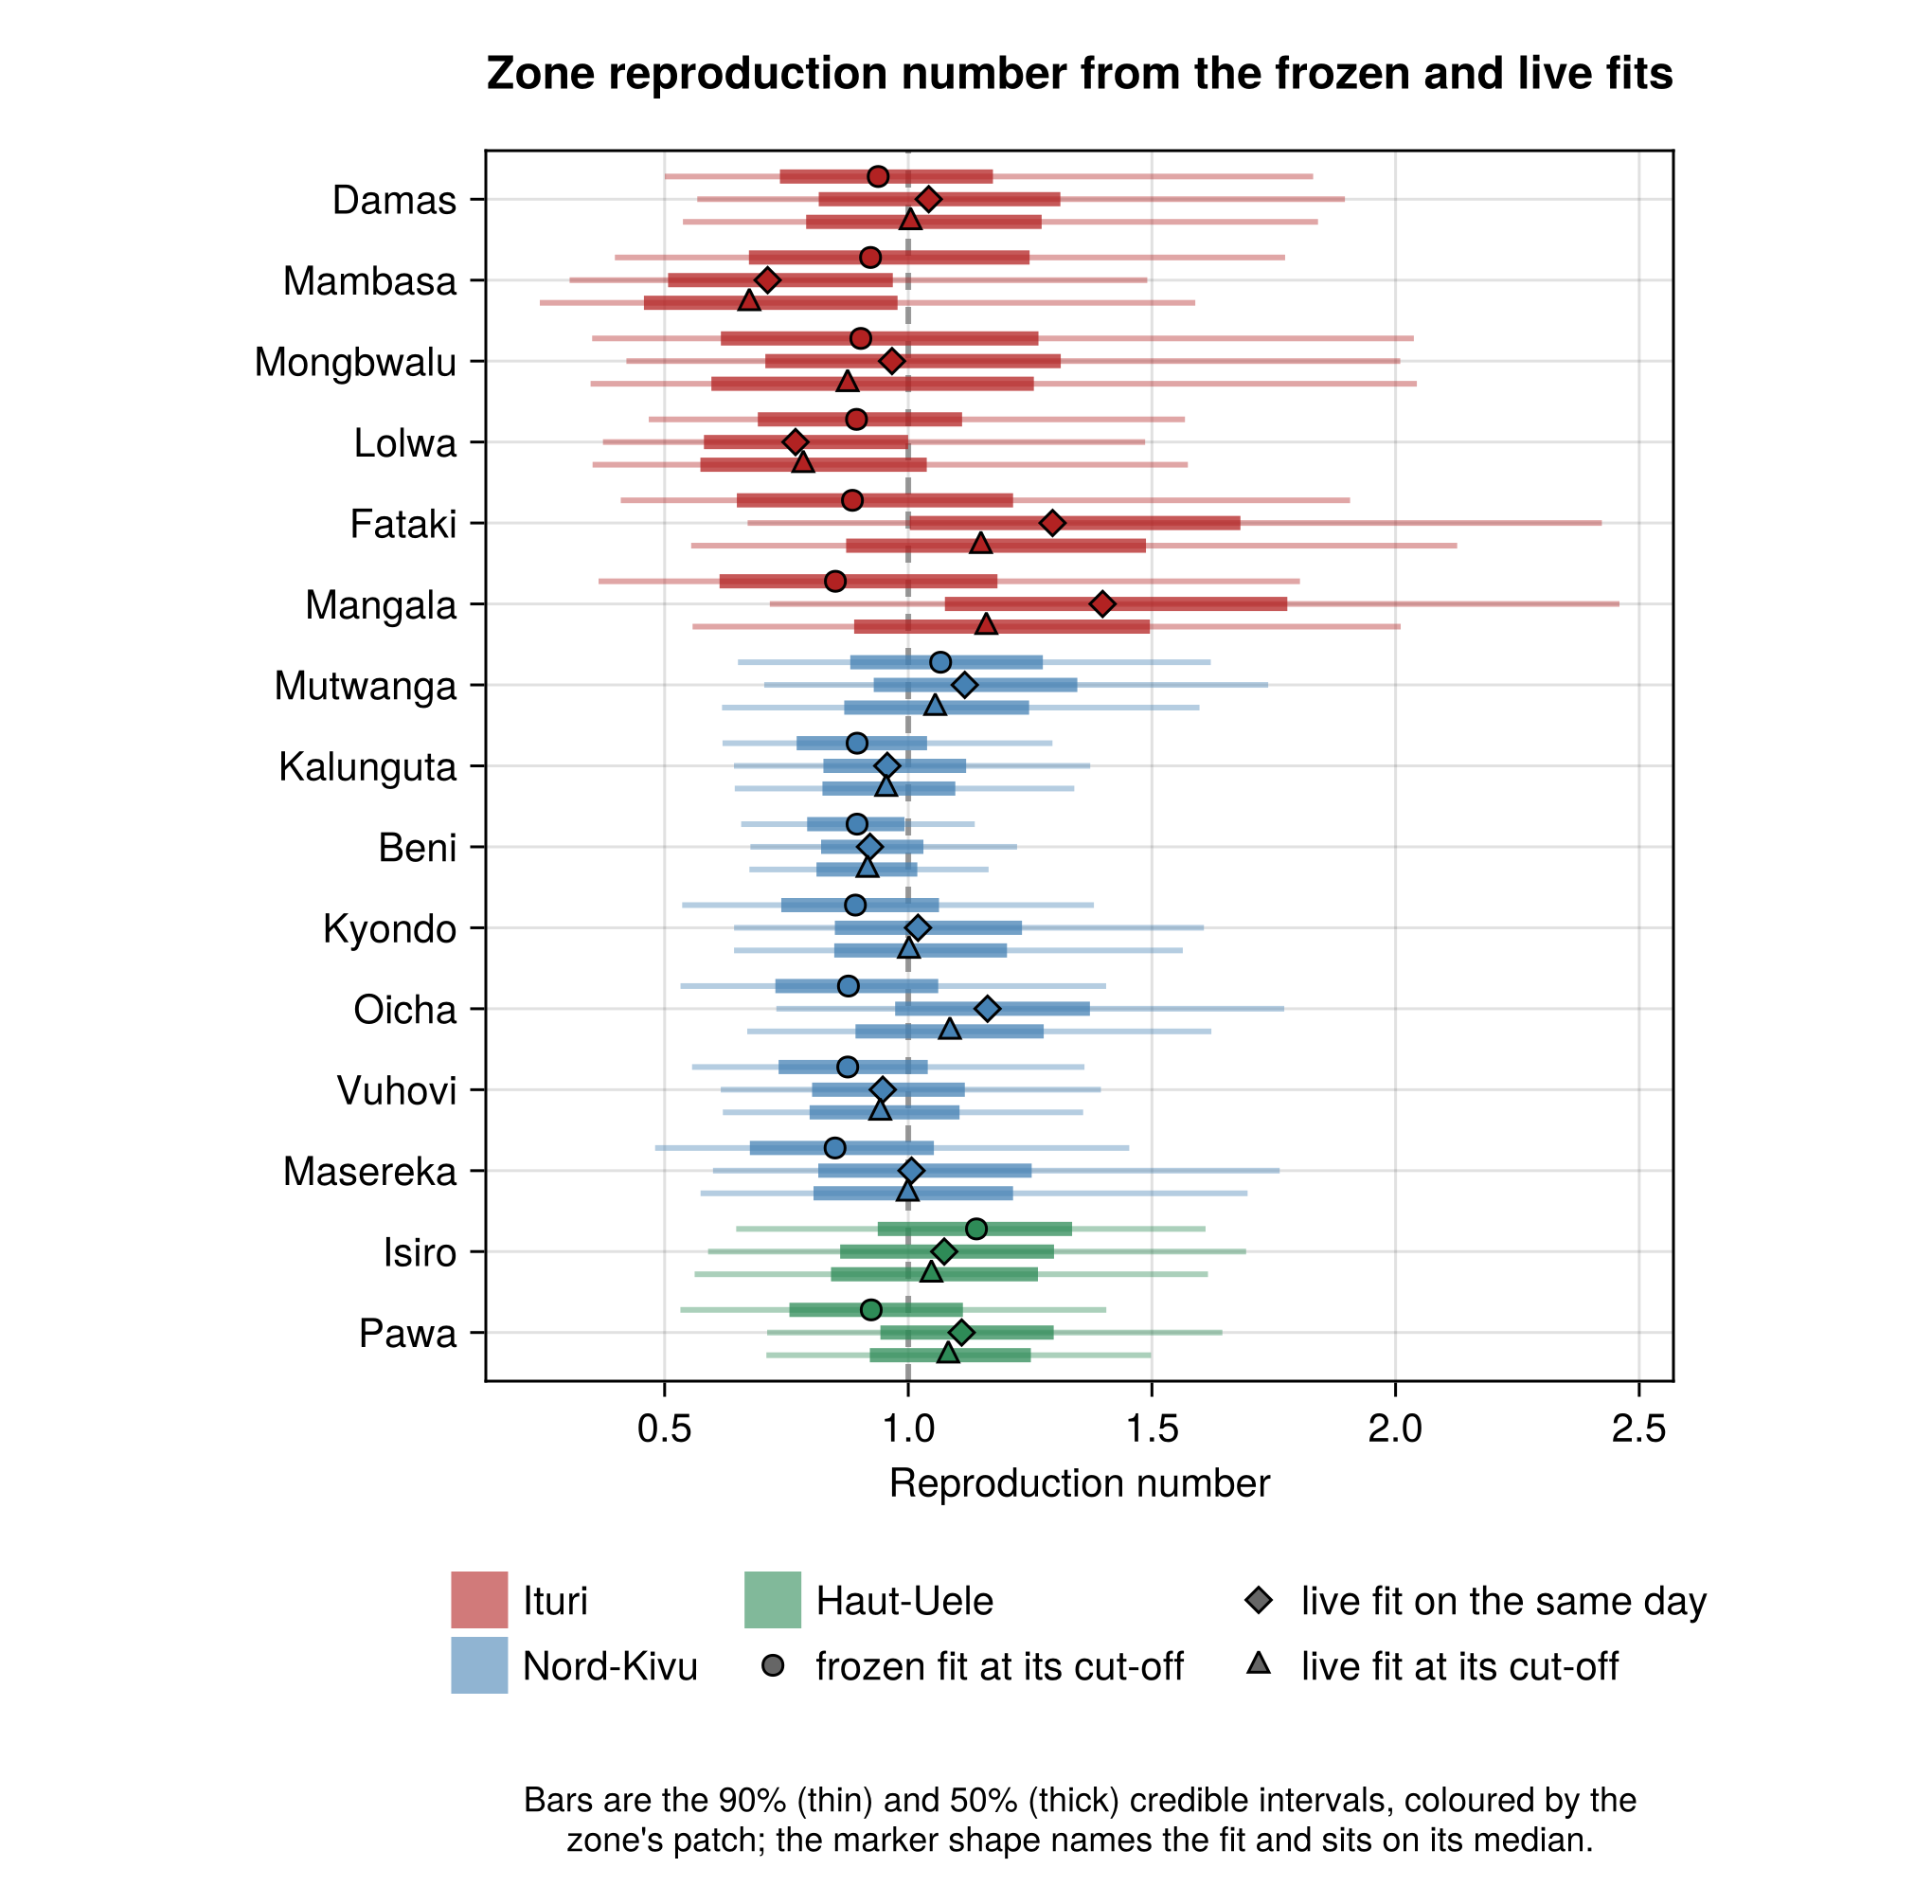 Zone reproduction number from the frozen and live fits
Damas
Mambasa
Mongbwalu
Lolwa
Fataki
Mangala
Mutwanga
Kalunguta
Beni
Kyondo
Oicha
Vuhovi
Masereka
Isiro
Pawa
0.5 1.0 1.5 2.0 2.5
Reproduction number
Ituri Haut-Uele live fit on the same day
Nord-Kivu frozen fit at its cut-off live fit at its cut-off
Bars are the 90% (thin) and 50% (thick) credible intervals, coloured by the
zone's patch; the marker shape names the fit and sits on its median.